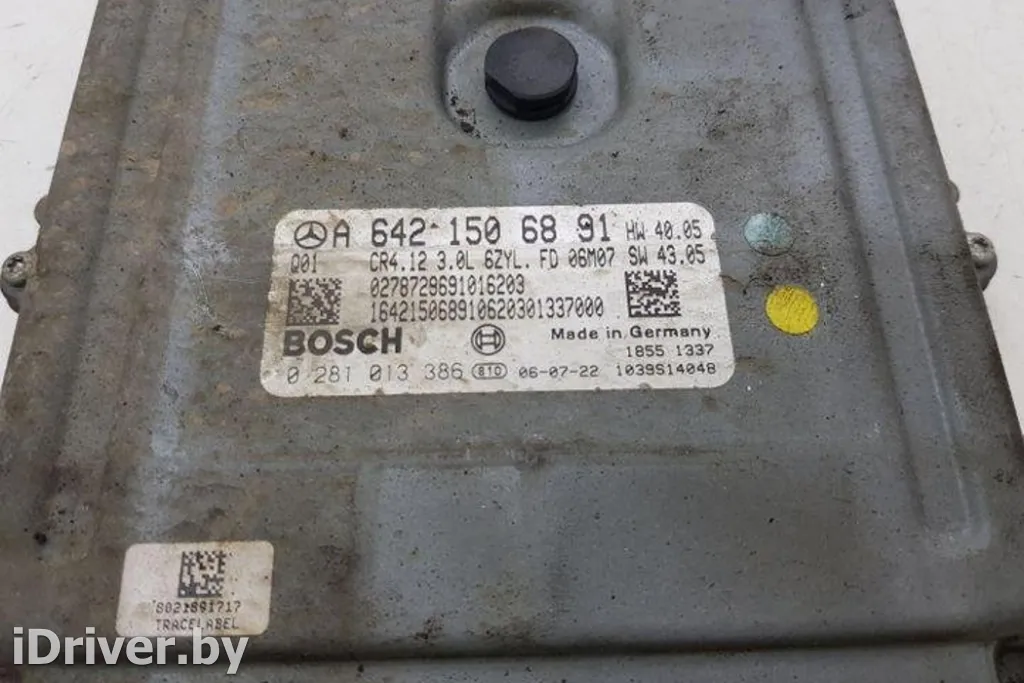 A 642 150 68 91 HW 40.05
Q01 CR4.12 3.0L 6ZYL. FD 06M07 SW 43.05
0278729691016203
164215068910620301337000
BOSCH Made in Germany
1855 1337
0 281 013 386 810 06-07-22 1039S14048
8021891717
TRACELABEL
iDriver.by